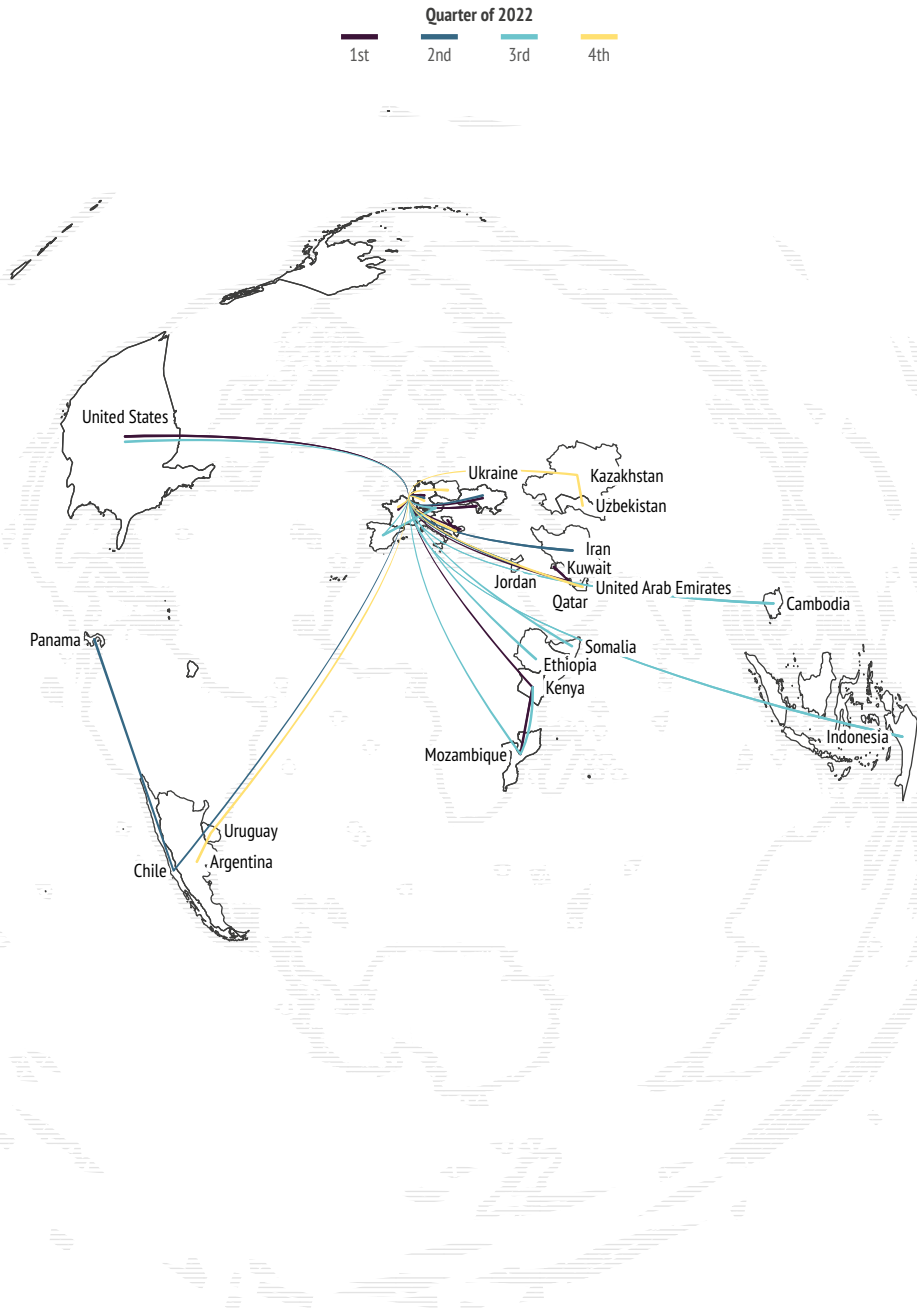 Quarter of 2022
1st 2nd 3rd 4th
United States
Ukraine
Kazakhstan
Uzbekistan
Iran
Kuwait
Jordan
United Arab Emirates
Qatar
Cambodia
Panama
Somalia
Ethiopia
Kenya
Indonesia
Mozambique
Uruguay
Argentina
Chile